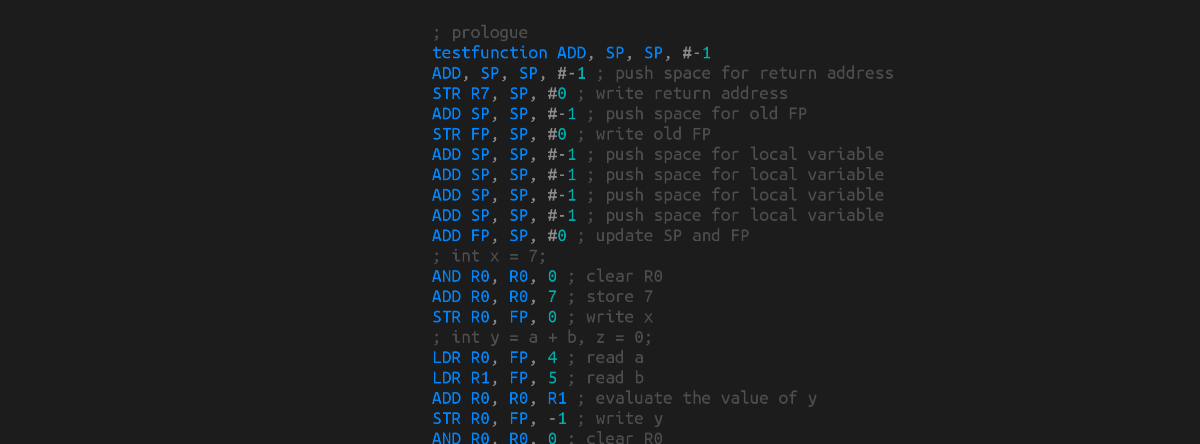 ; prologue
testfunction ADD, SP, SP, #-1
ADD, SP, SP, #-1 ; push space for return address
STR R7, SP, #0 ; write return address
ADD SP, SP, #-1 ; push space for old FP
STR FP, SP, #0 ; write old FP
ADD SP, SP, #-1 ; push space for local variable
ADD SP, SP, #-1 ; push space for local variable
ADD SP, SP, #-1 ; push space for local variable
ADD SP, SP, #-1 ; push space for local variable
ADD FP, SP, #0 ; update SP and FP
; int x = 7;
AND R0, R0, 0 ; clear R0
ADD R0, R0, 7 ; store 7
STR R0, FP, 0 ; write x
; int y = a + b, z = 0;
LDR R0, FP, 4 ; read a
LDR R1, FP, 5 ; read b
ADD R0, R0, R1 ; evaluate the value of y
STR R0, FP, -1 ; write y
AND R0, R0, 0 ; clear R0